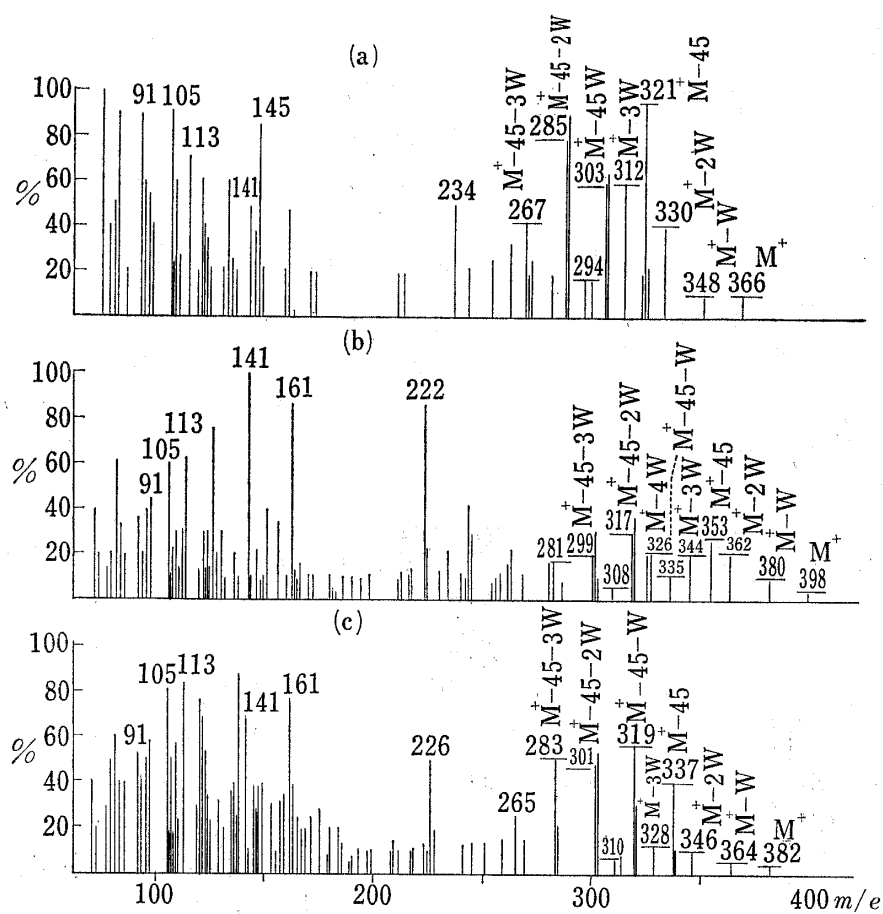 (a)
100
80
60
40
20
%
91
105
113
141
145
234
267
⁺M-45-3W
285
⁺M-45-2W
294
303
⁺M-45W
312
⁺M-3W
321
⁺M-45
330
⁺M-2W
348
⁺M-W
366
M⁺
(b)
100
80
60
40
20
%
91
105
113
141
161
222
281
299
⁺M-45-3W
308
317
⁺M-45-2W
326
⁺M-4W
335
⁺M-45-W
344
⁺M-3W
353
⁺M-45
362
⁺M-2W
380
⁺M-W
398
M⁺
(c)
100
80
60
40
20
%
91
105
113
141
161
226
265
283
⁺M-45-3W
301
⁺M-45-2W
310
319
⁺M-45-W
328
⁺M-3W
337
⁺M-45
346
⁺M-2W
364
⁺M-W
382
M⁺
100 200 300 400 m/e